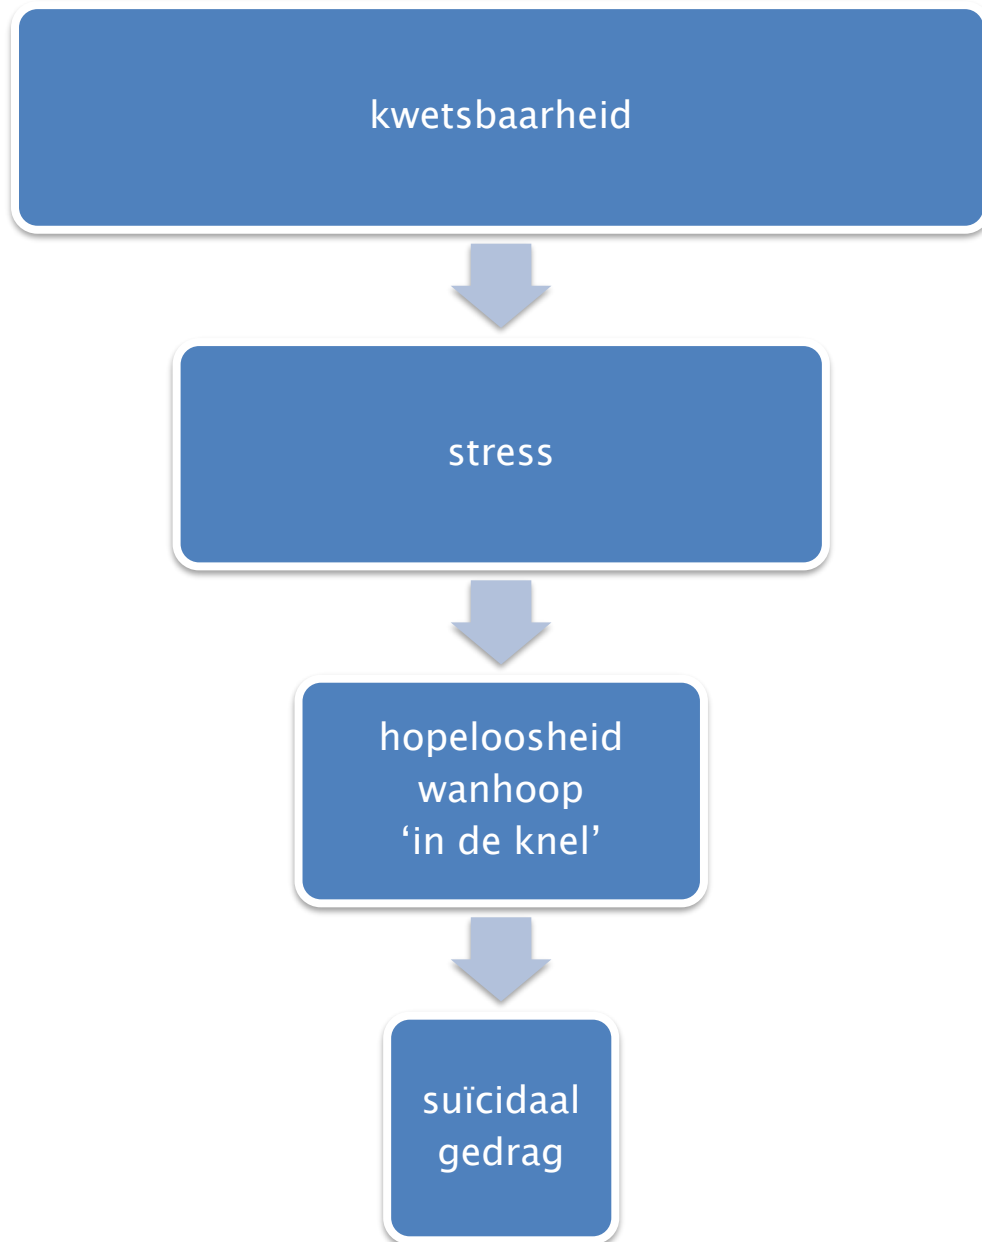 kwetsbaarheid
stress
hopeloosheid
wanhoop
‘in de knel’
suïcidaal
gedrag